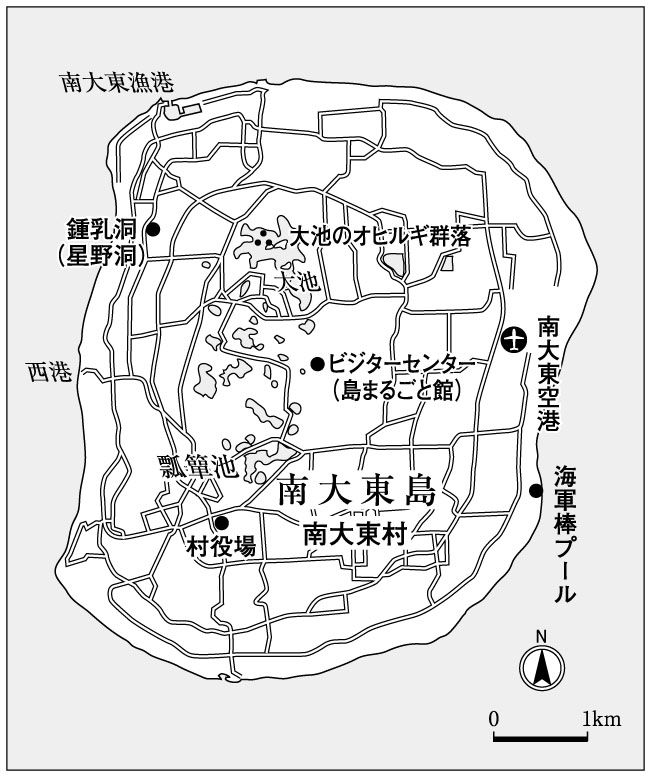 南大東漁港
鍾乳洞
（星野洞）
大池のオヒルギ群落
大池
西港
ビジターセンター
（島まるごと館）
南大東空港
瓢簞池
南大東島
海軍棒プール
村役場
南大東村
N
0 1km